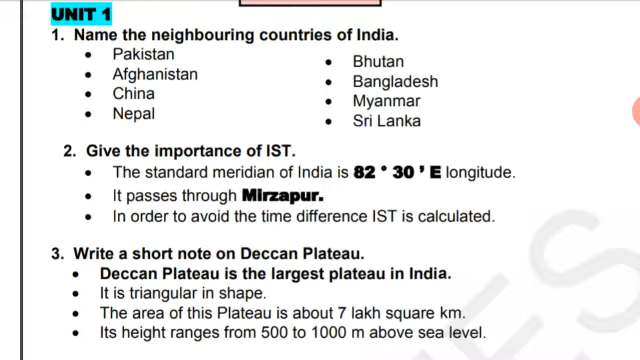 UNIT 1
1. Name the neighbouring countries of India.
• Pakistan
• Afghanistan
• China
• Nepal
• Bhutan
• Bangladesh
• Myanmar
• Sri Lanka
2. Give the importance of IST.
• The standard meridian of India is 82 ° 30 ’ E longitude.
• It passes through Mirzapur.
• In order to avoid the time difference IST is calculated.
3. Write a short note on Deccan Plateau.
• Deccan Plateau is the largest plateau in India.
• It is triangular in shape.
• The area of this Plateau is about 7 lakh square km.
• Its height ranges from 500 to 1000 m above sea level.